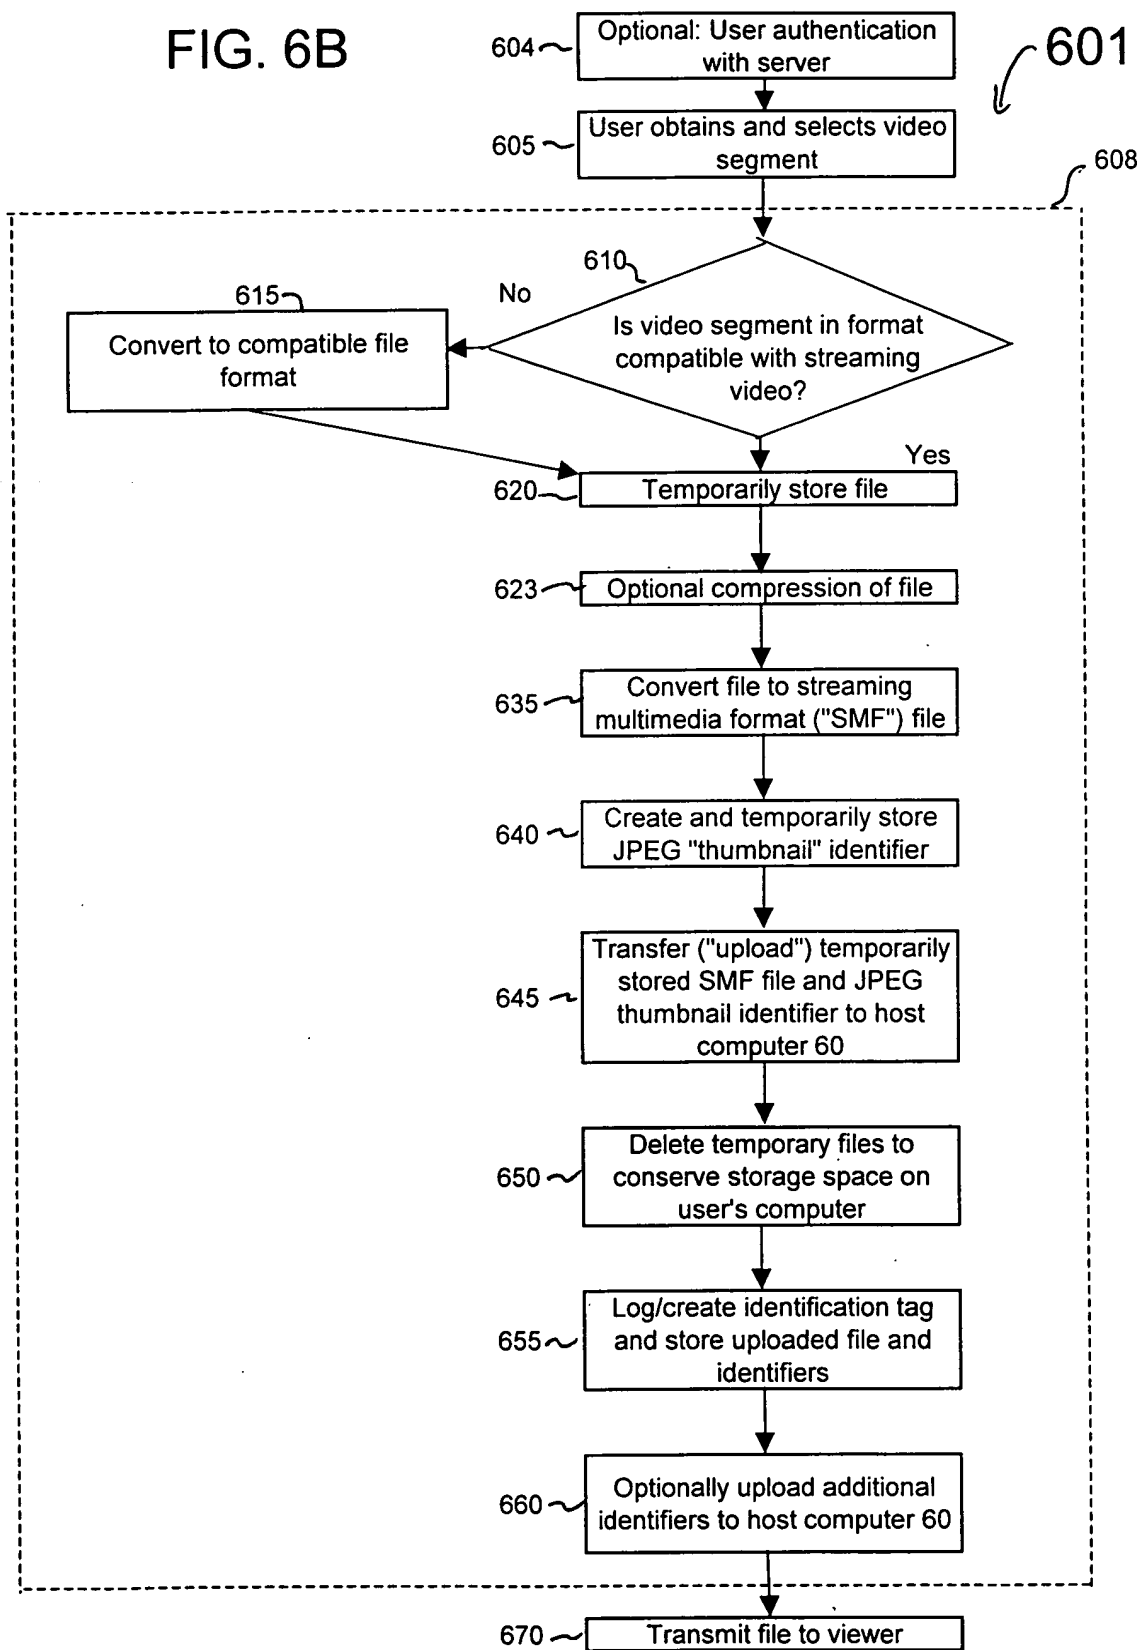 FIG. 6B
604
Optional: User authentication
with server
601
605
User obtains and selects video
segment
608
610
No
615
Convert to compatible file
format
Is video segment in format
compatible with streaming
video?
Yes
620
Temporarily store file
623
Optional compression of file
635
Convert file to streaming
multimedia format ("SMF") file
640
Create and temporarily store
JPEG "thumbnail" identifier
645
Transfer ("upload") temporarily
stored SMF file and JPEG
thumbnail identifier to host
computer 60
650
Delete temporary files to
conserve storage space on
user's computer
655
Log/create identification tag
and store uploaded file and
identifiers
660
Optionally upload additional
identifiers to host computer 60
670
Transmit file to viewer